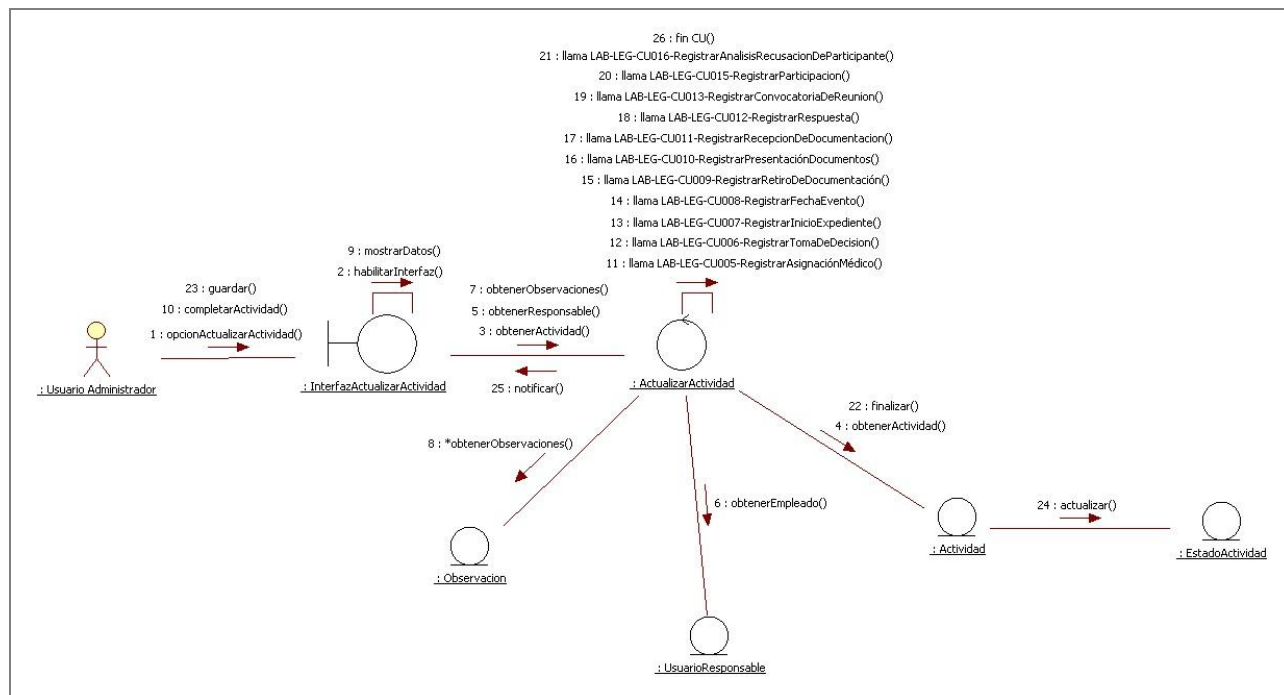 26 : fin CU()
21 : llama LAB-LEG-CU016-RegistrarAnalisisRecusacionDeParticipante()
20 : llama LAB-LEG-CU015-RegistrarParticipacion()
19 : llama LAB-LEG-CU013-RegistrarConvocatoriaDeReunion()
18 : llama LAB-LEG-CU012-RegistrarRespuesta()
17 : llama LAB-LEG-CU011-RegistrarRecepcionDeDocumentacion()
16 : llama LAB-LEG-CU010-RegistrarPresentaciónDocumentos()
15 : llama LAB-LEG-CU009-RegistrarRetiroDeDocumentación()
14 : llama LAB-LEG-CU008-RegistrarFechaEvento()
13 : llama LAB-LEG-CU007-RegistrarInicioExpediente()
12 : llama LAB-LEG-CU006-RegistrarTomaDeDecision()
11 : llama LAB-LEG-CU005-RegistrarAsignaciónMédico()
9 : mostrarDatos()
2 : habilitarInterfaz()
23 : guardar()
10 : completarActividad()
1 : opcionActualizarActividad()
7 : obtenerObservaciones()
5 : obtenerResponsable()
3 : obtenerActividad()
25 : notificar()
: Usuario Administrador
: InterfazActualizarActividad
: ActualizarActividad
22 : finalizar()
4 : obtenerActividad()
8 : *obtenerObservaciones()
6 : obtenerEmpleado()
24 : actualizar()
: Observacion
: Actividad
: EstadoActividad
: UsuarioResponsable